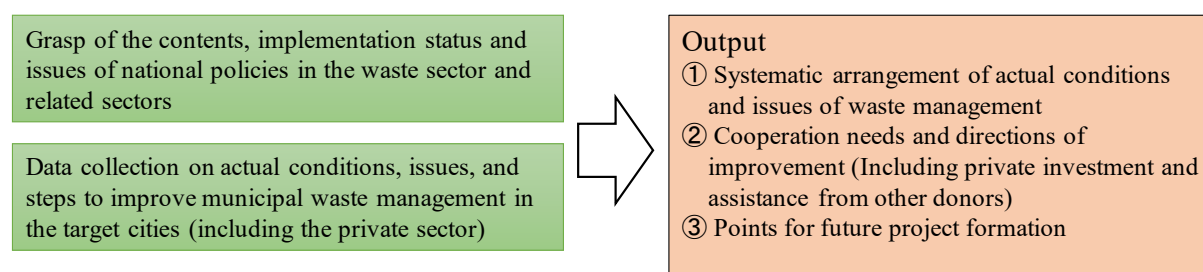 Grasp of the contents, implementation status and
issues of national policies in the waste sector and
related sectors
Data collection on actual conditions, issues, and
steps to improve municipal waste management in
the target cities (including the private sector)
Output
① Systematic arrangement of actual conditions
and issues of waste management
② Cooperation needs and directions of
improvement (Including private investment and
assistance from other donors)
③ Points for future project formation